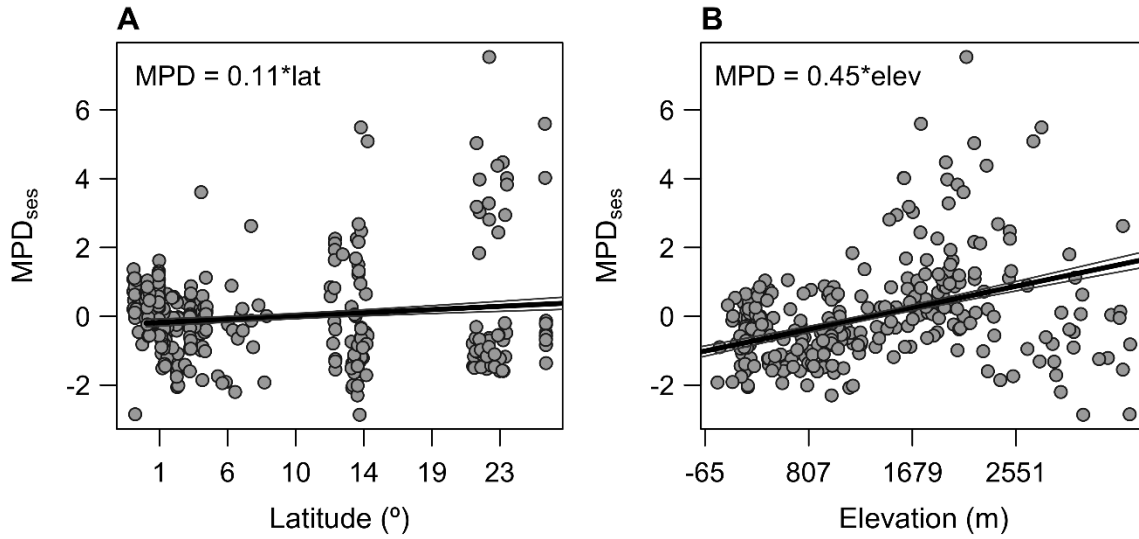 A
MPD = 0.11*lat
MPDses
6
4
2
0
-2
1 6 10 14 19 23
Latitude (º)
B
MPD = 0.45*elev
MPDses
6
4
2
0
-2
-65 807 1679 2551
Elevation (m)